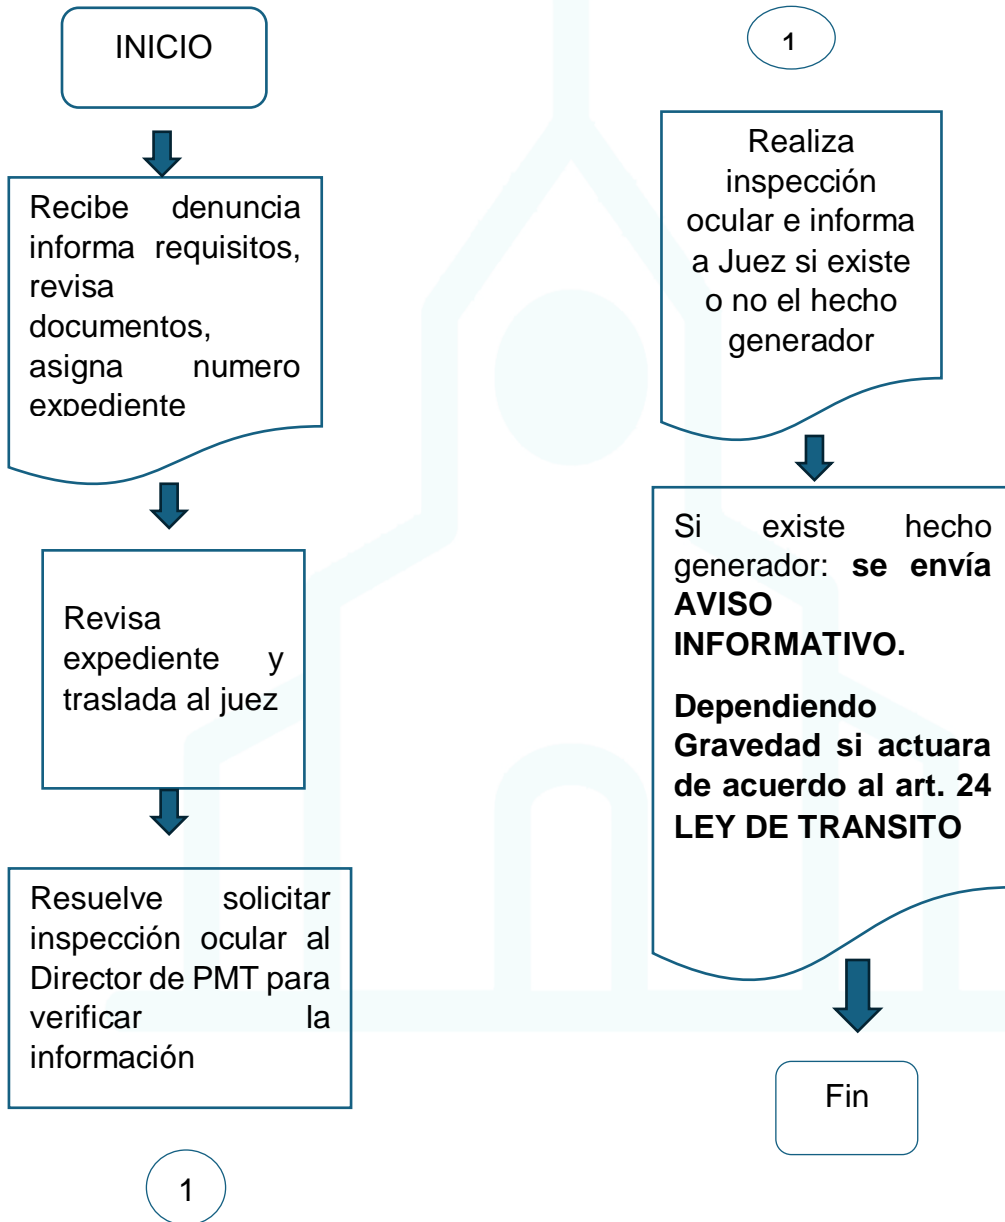 INICIO
Recibe denuncia
informa requisitos,
revisa
documentos,
asigna numero
expediente
Revisa
expediente y
traslada al juez
Resuelve solicitar
inspección ocular al
Director de PMT para
verificar la
información
1
1
Realiza
inspección
ocular e informa
a Juez si existe
o no el hecho
generador
Si existe hecho
generador: se envía
AVISO
INFORMATIVO.
Dependiendo
Gravedad si actuara
de acuerdo al art. 24
LEY DE TRANSITO
Fin